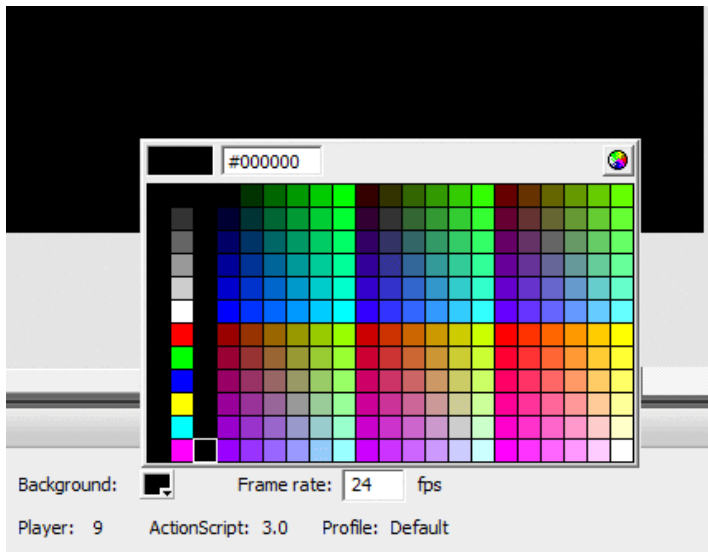 #000000
Background: Frame rate: 24 fps
Player: 9 ActionScript: 3.0 Profile: Default